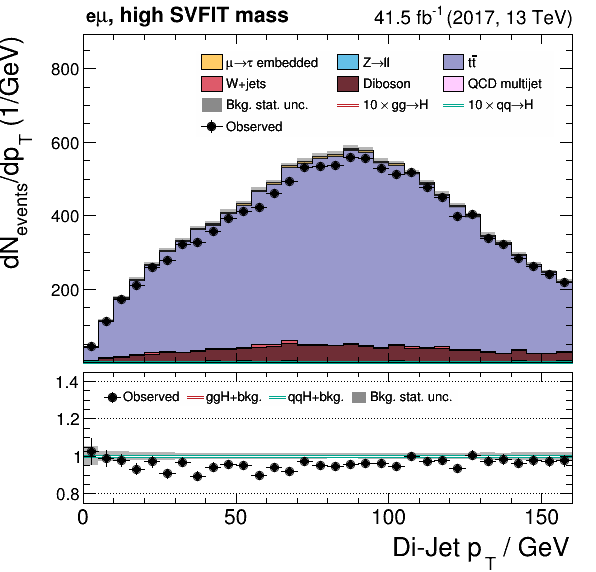 eμ, high SVFIT mass 41.5 fb⁻¹ (2017, 13 TeV)
dN_events/dp_T (1/GeV)
800
600
400
200
μ→τ embedded Z→ll tt̄
W+jets Diboson QCD multijet
Bkg. stat. unc. 10 × gg→H 10 × qq→H
Observed
1.4
1.2
1
0.8
Observed ggH+bkg. qqH+bkg. Bkg. stat. unc.
0 50 100 150
Di-Jet p_T / GeV